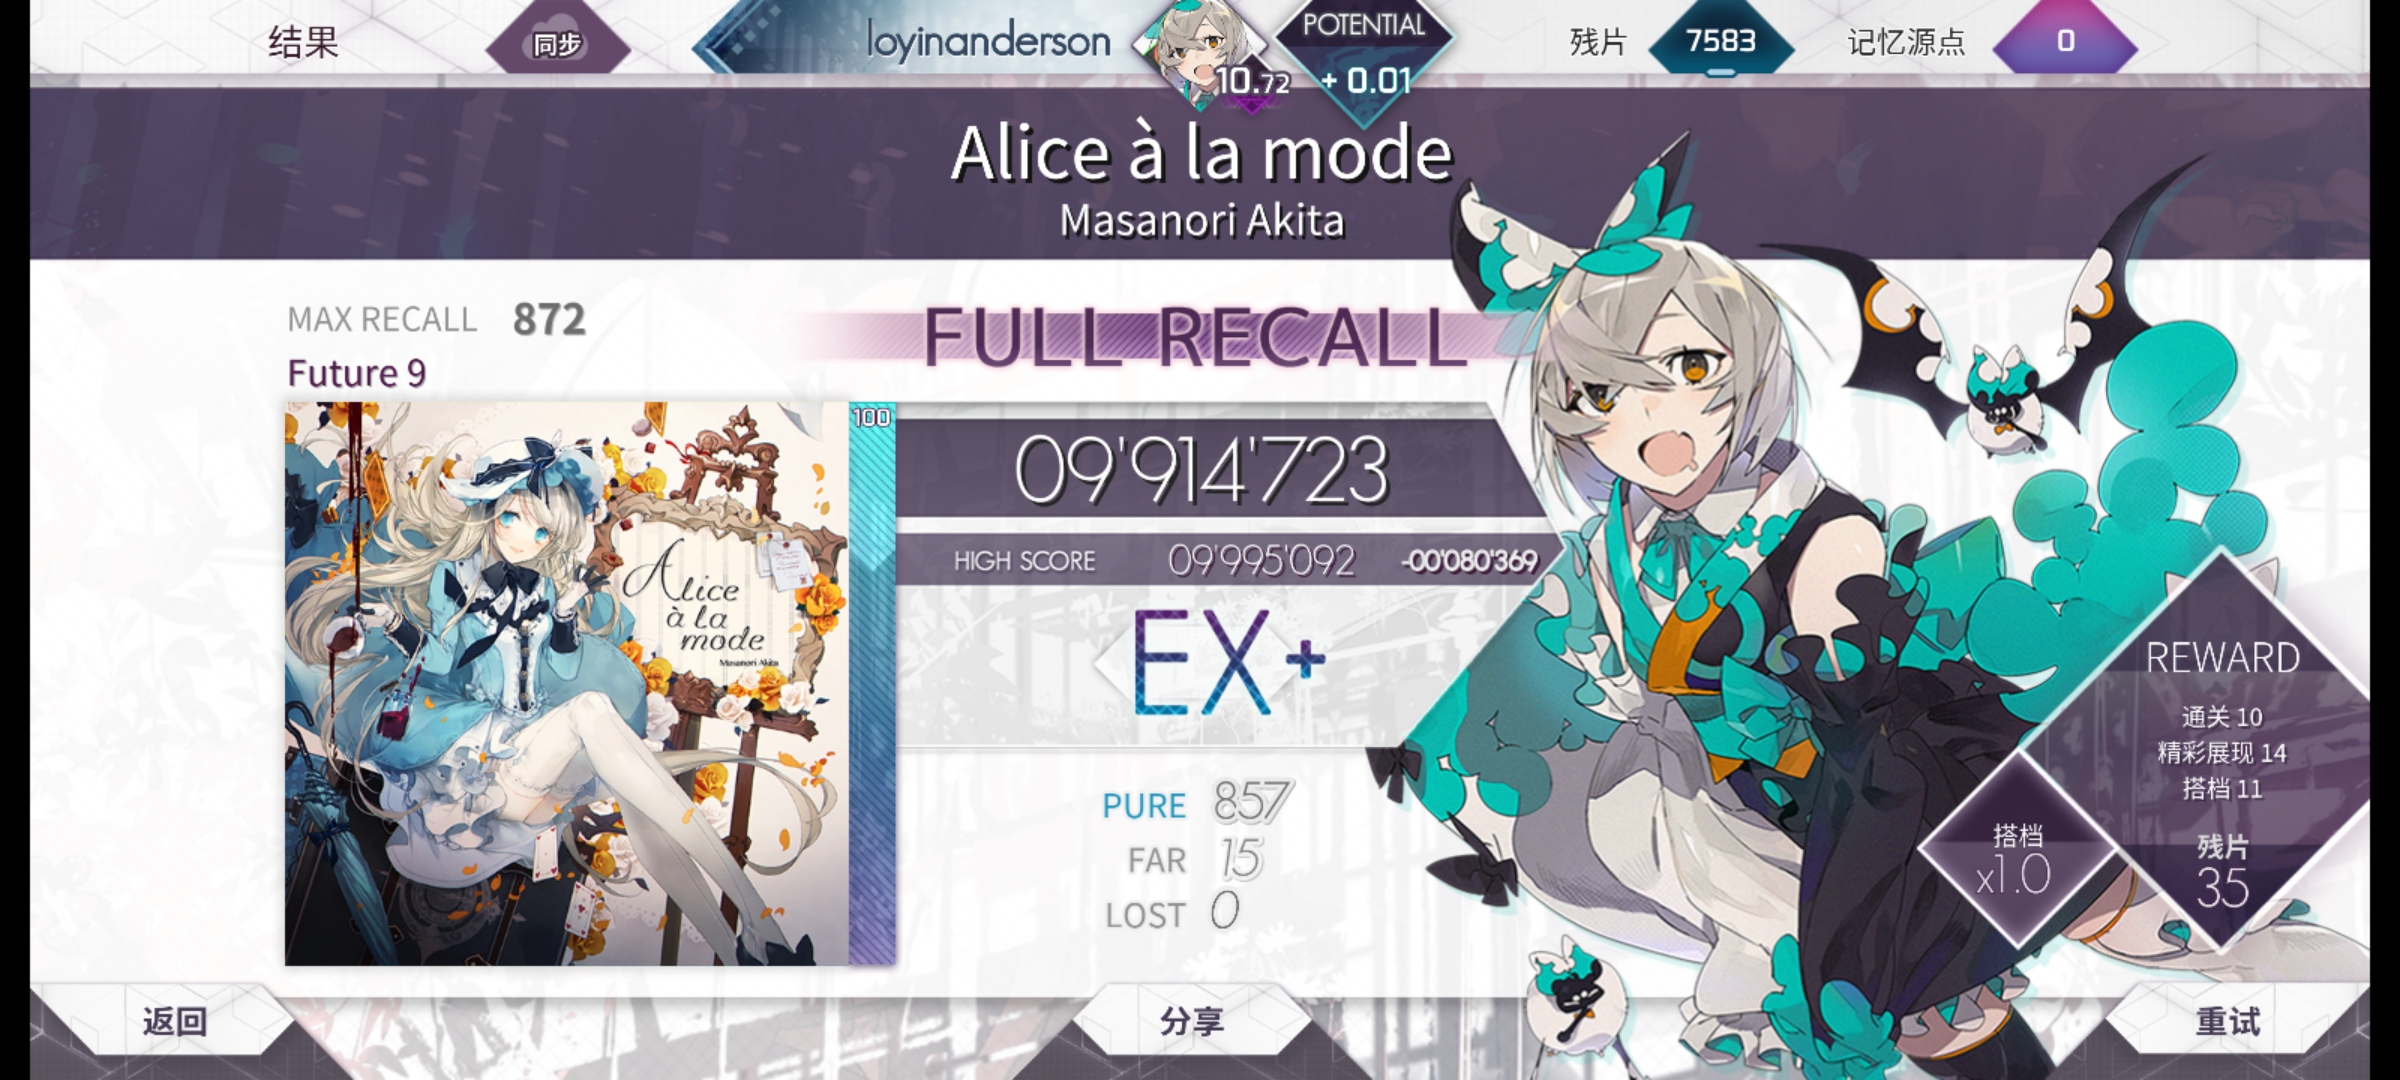 结果
同步
loyinanderson
10.72
POTENTIAL
+ 0.01
残片 7583
记忆源点 0
Alice à la mode
Masanori Akita
MAX RECALL 872
FULL RECALL
Future 9
100
09'914'723
HIGH SCORE 09'995'092 -00'080'369
Alice
à la
mode
Masanori Akita
EX+
PURE 857
FAR 15
LOST 0
REWARD
通关 10
精彩展现 14
搭档 11
残片
35
搭档
x1.0
返回
分享
重试